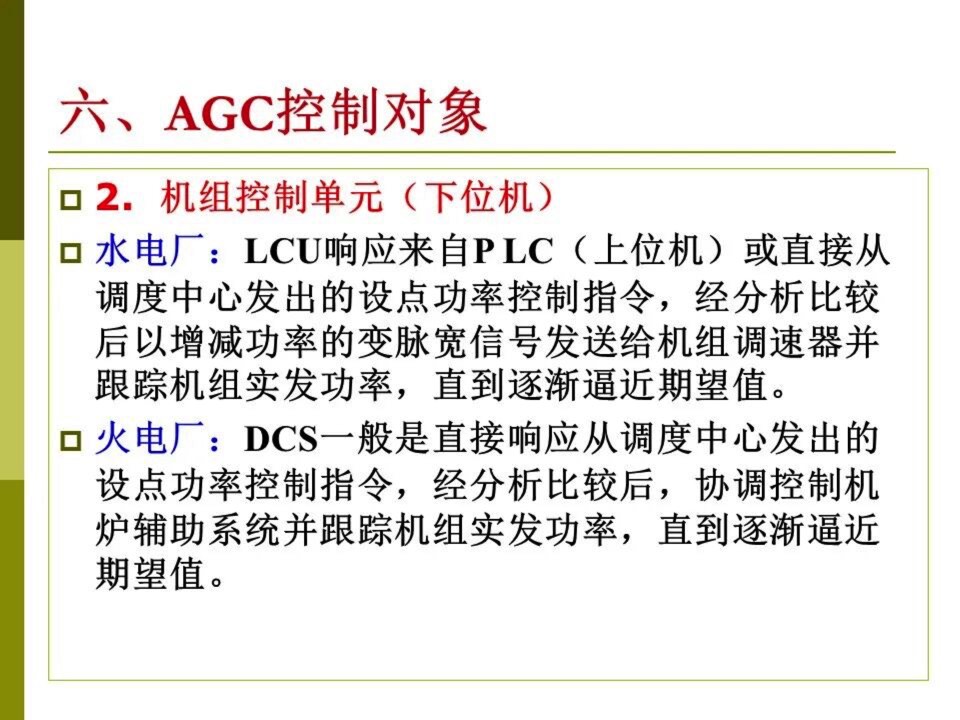 六、AGC控制对象
2. 机组控制单元（下位机）
水电厂：LCU响应来自P LC（上位机）或直接从
调度中心发出的设点功率控制指令，经分析比较
后以增减功率的变脉宽信号发送给机组调速器并
跟踪机组实发功率，直到逐渐逼近期望值。
火电厂：DCS一般是直接响应从调度中心发出的
设点功率控制指令，经分析比较后，协调控制机
炉辅助系统并跟踪机组实发功率，直到逐渐逼近
期望值。